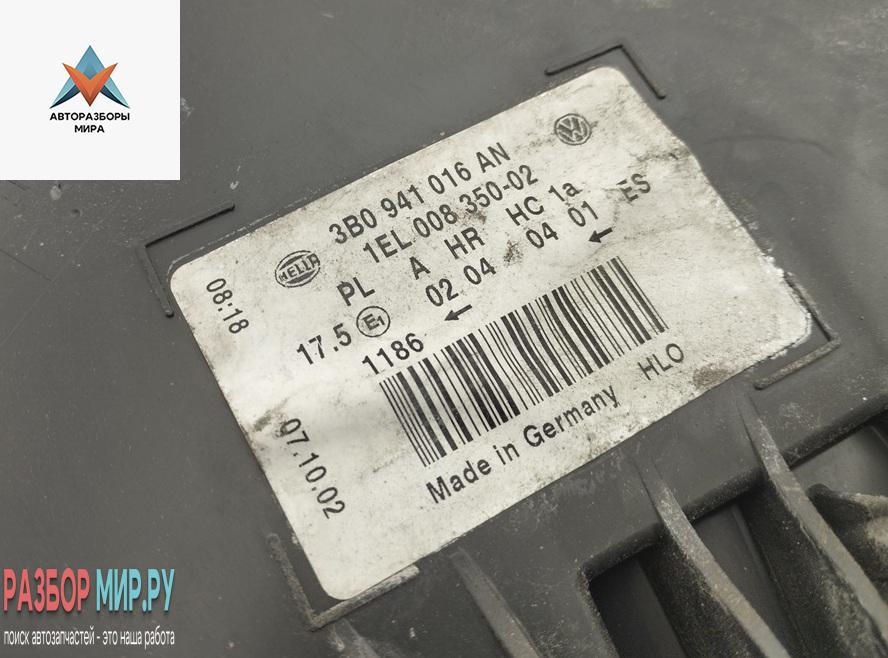 АВТОРАЗБОРЫ
МИРА
3B0 941 016 AN
1EL 008 350-02
HELLA
PL A HR HC 1a
17.5 E1 02 04 04 01 ES
1186
08:18
07.10.02
Made in Germany HLO
РАЗБОР МИР.РУ
поиск автозапчастей - это наша работа